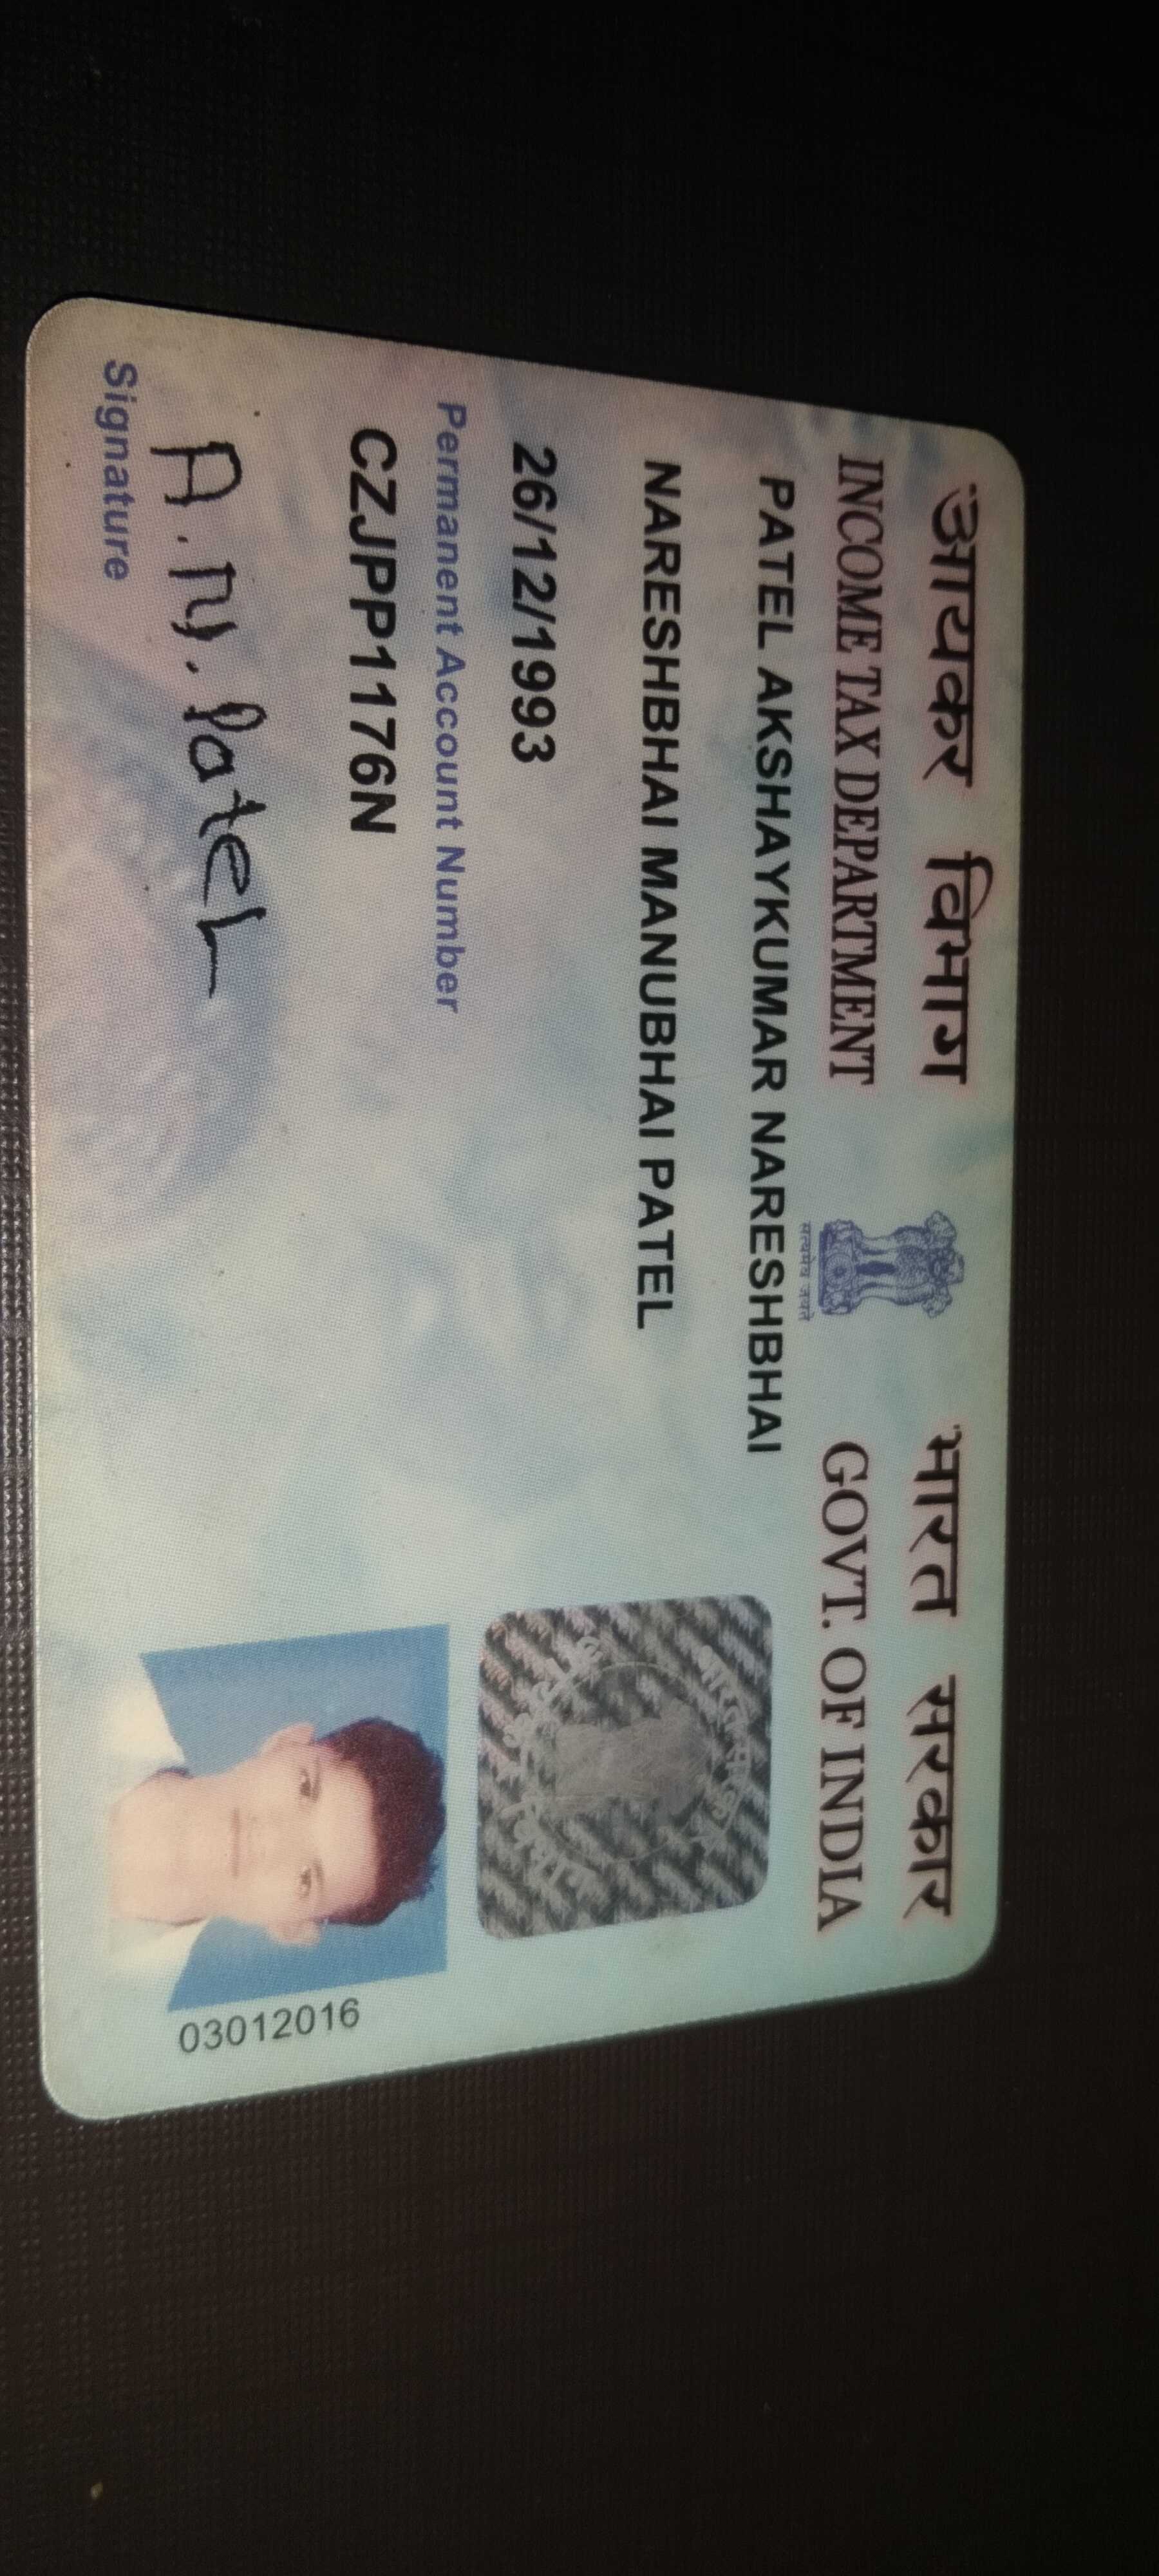 आयकर विभाग
INCOME TAX DEPARTMENT
सत्यमेव जयते
भारत सरकार
GOVT. OF INDIA
PATEL AKSHAYKUMAR NARESHBHAI
NARESHBHAI MANUBHAI PATEL
26/12/1993
Permanent Account Number
CZJPP1176N
A.N.Patel
Signature
03012016